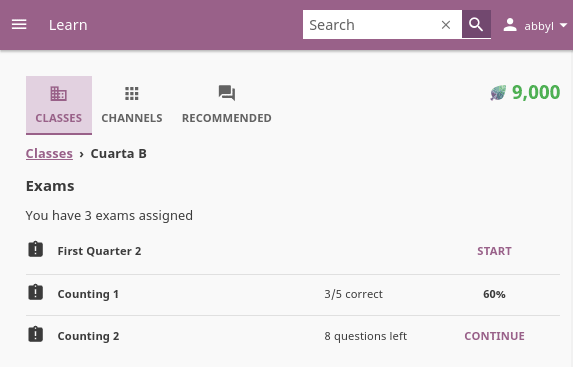 Learn
Search
abbyl
9,000
CLASSES
CHANNELS
RECOMMENDED
Classes › Cuarta B
Exams
You have 3 exams assigned
First Quarter 2 START
Counting 1 3/5 correct 60%
Counting 2 8 questions left CONTINUE